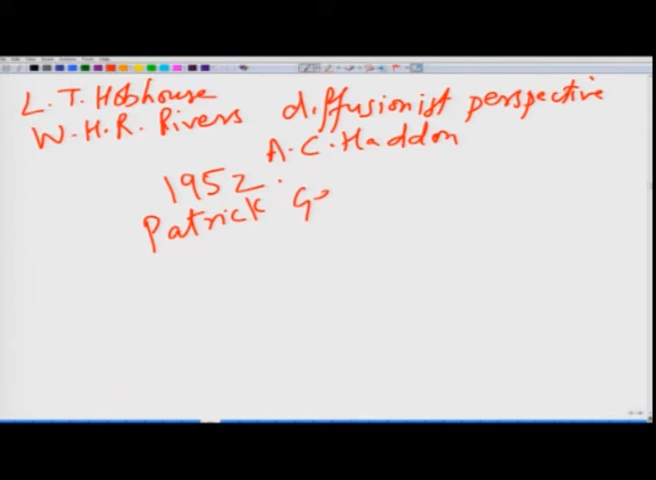 L. T. Hobhouse
W. H. R. Rivers diffusionist perspective
A. C. Haddon
1952.
Patrick